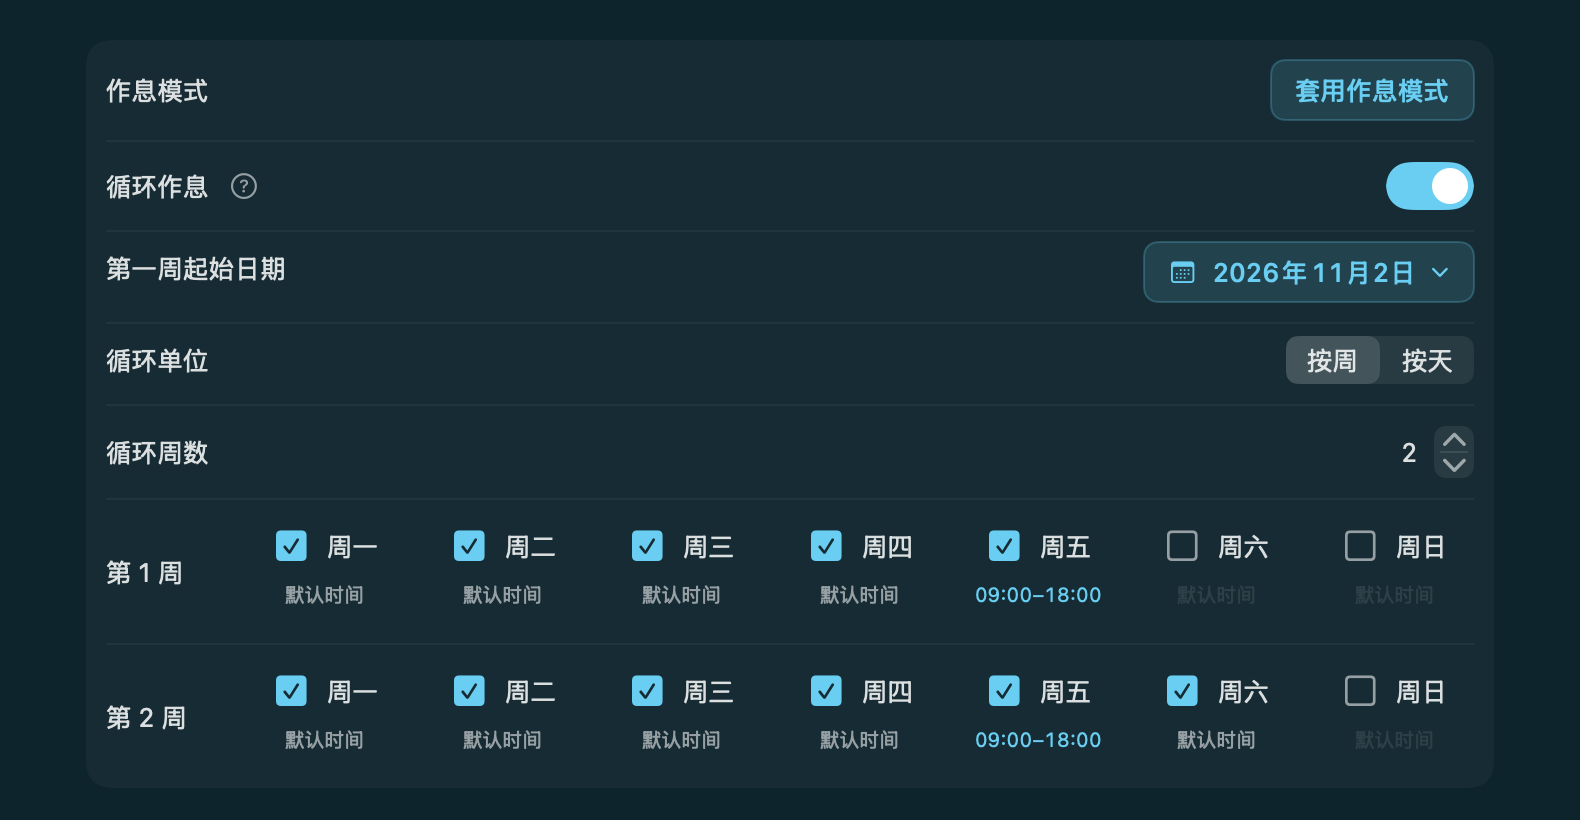 作息模式
套用作息模式
循环作息 ?
第一周起始日期
2026年11月2日
循环单位
按周 按天
循环周数
2
第 1 周
周一 周二 周三 周四 周五 周六 周日
默认时间 默认时间 默认时间 默认时间 09:00–18:00 默认时间 默认时间
第 2 周
周一 周二 周三 周四 周五 周六 周日
默认时间 默认时间 默认时间 默认时间 09:00–18:00 默认时间 默认时间